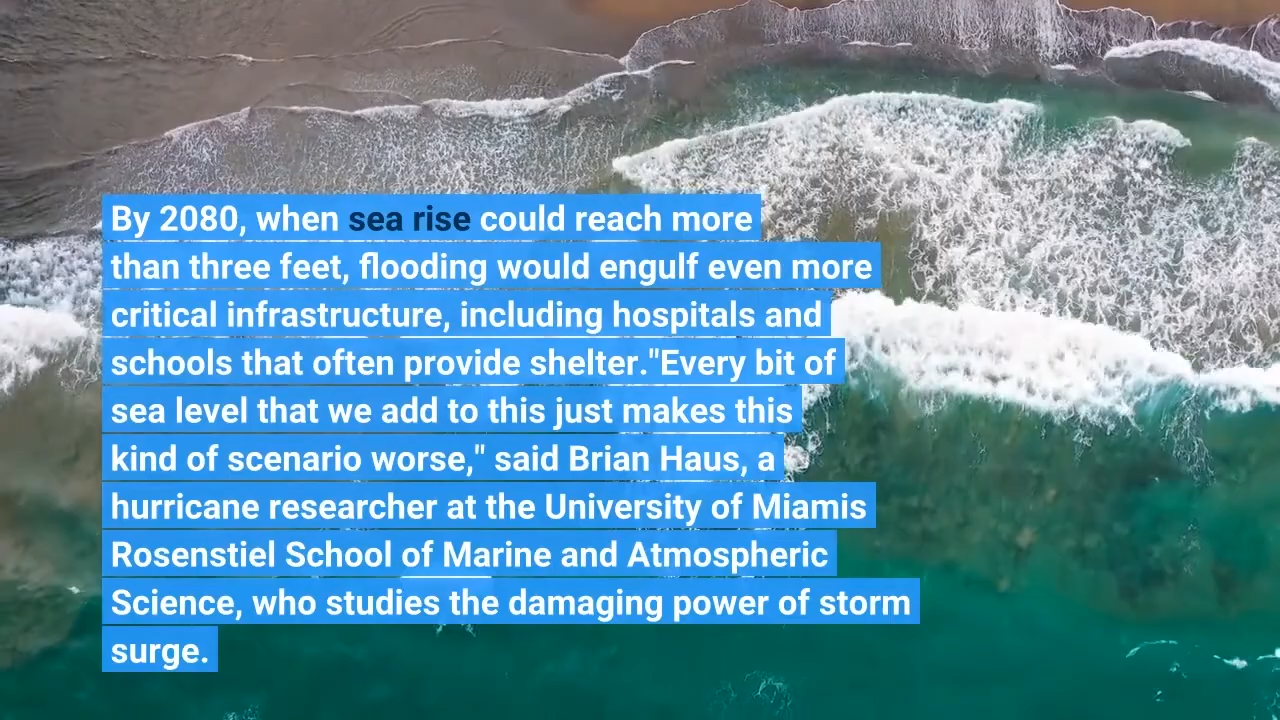 By 2080, when sea rise could reach more
than three feet, flooding would engulf even more
critical infrastructure, including hospitals and
schools that often provide shelter."Every bit of
sea level that we add to this just makes this
kind of scenario worse," said Brian Haus, a
hurricane researcher at the University of Miamis
Rosenstiel School of Marine and Atmospheric
Science, who studies the damaging power of storm
surge.